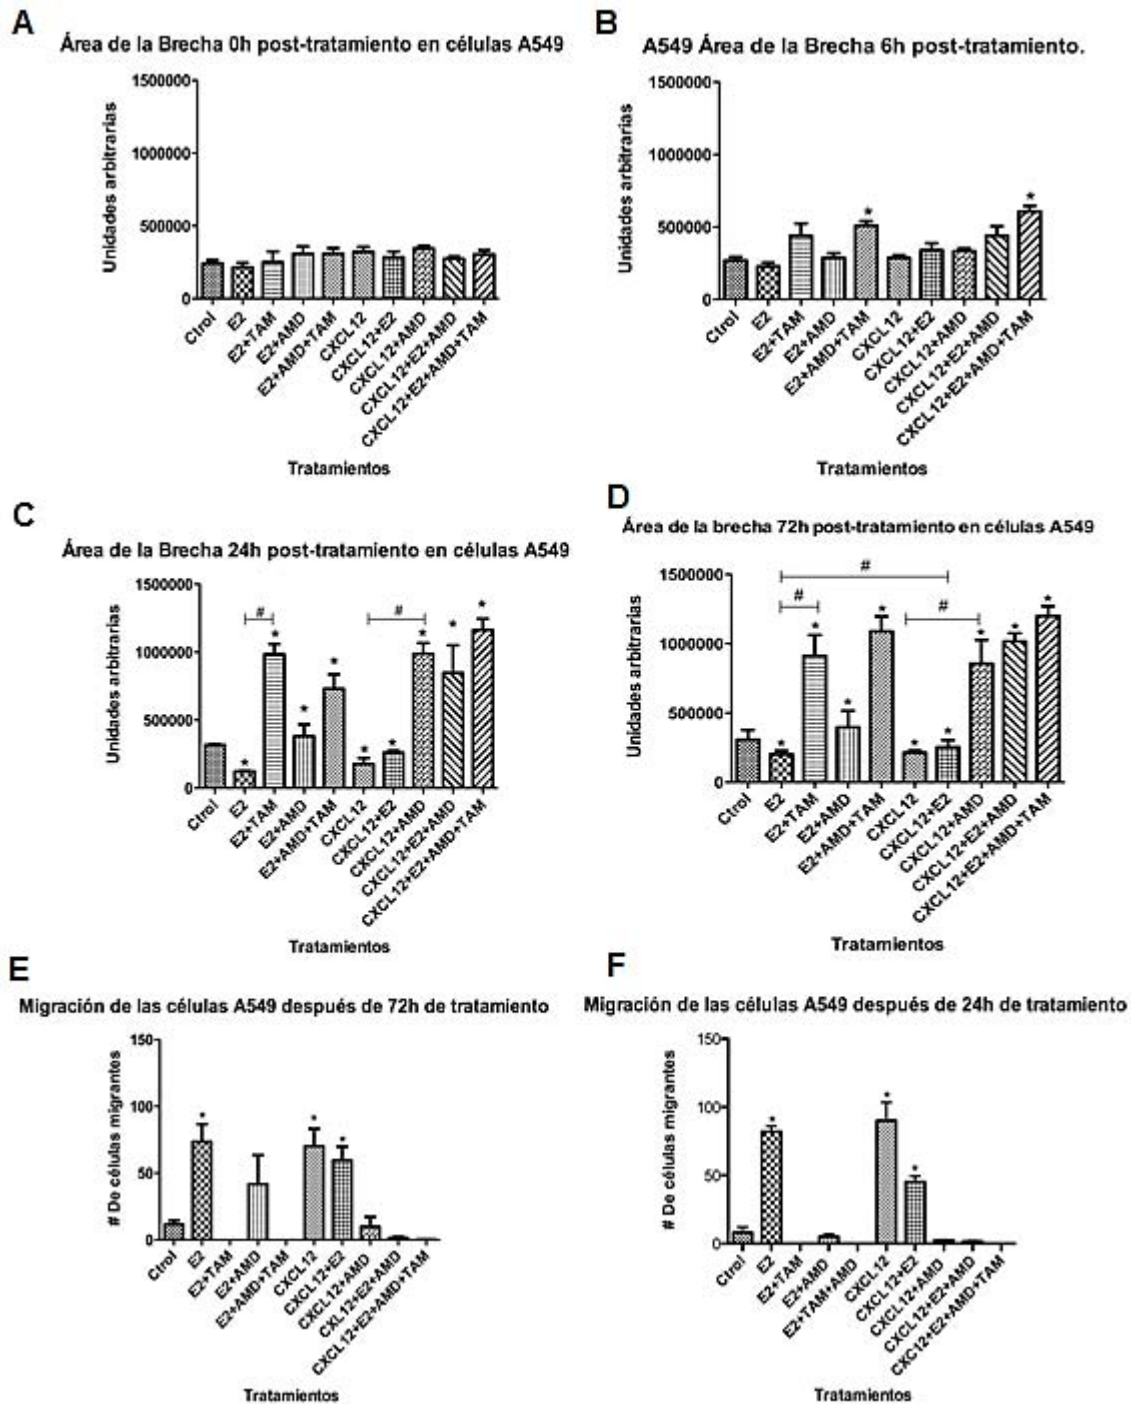 A
Área de la Brecha 0h post-tratamiento en células A549
Unidades arbitrarias
1500000
1000000
500000
0
Ctrol
E2
E2+TAM
E2+AMD
E2+AMD+TAM
CXCL12
CXCL12+E2
CXCL12+AMD
CXCL12+E2+AMD
CXCL12+E2+AMD+TAM
Tratamientos
B
A549 Área de la Brecha 6h post-tratamiento.
Unidades arbitrarias
1500000
1000000
500000
0
* *
Ctrol
E2
E2+TAM
E2+AMD
E2+AMD+TAM
CXCL12
CXCL12+E2
CXCL12+AMD
CXCL12+E2+AMD
CXCL12+E2+AMD+TAM
Tratamientos
C
Área de la Brecha 24h post-tratamiento en células A549
Unidades arbitrarias
1500000
1000000
500000
0
# #
* * * * * * * * *
Ctrol
E2
E2+TAM
E2+AMD
E2+AMD+TAM
CXCL12
CXCL12+E2
CXCL12+AMD
CXCL12+E2+AMD
CXCL12+E2+AMD+TAM
Tratamientos
D
Área de la brecha 72h post-tratamiento en células A549
Unidades arbitrarias
1500000
1000000
500000
0
#
# #
* * * * * * * * *
Ctrol
E2
E2+TAM
E2+AMD
E2+AMD+TAM
CXCL12
CXCL12+E2
CXCL12+AMD
CXCL12+E2+AMD
CXCL12+E2+AMD+TAM
Tratamientos
E
Migración de las células A549 después de 72h de tratamiento
# De células migrantes
150
100
50
0
* * *
Ctrol
E2
E2+TAM
E2+AMD
E2+AMD+TAM
CXCL12
CXCL12+E2
CXCL12+AMD
CXL12+E2+AMD
CXCL12+E2+AMD+TAM
Tratamientos
F
Migración de las células A549 después de 24h de tratamiento
# De células migrantes
150
100
50
0
* * *
Ctrol
E2
E2+TAM
E2+AMD
E2+TAM+AMD
CXCL12
CXCL12+E2
CXCL12+AMD
CXCL12+E2+AMD
CXC12+E2+AMD+TAM
Tratamientos